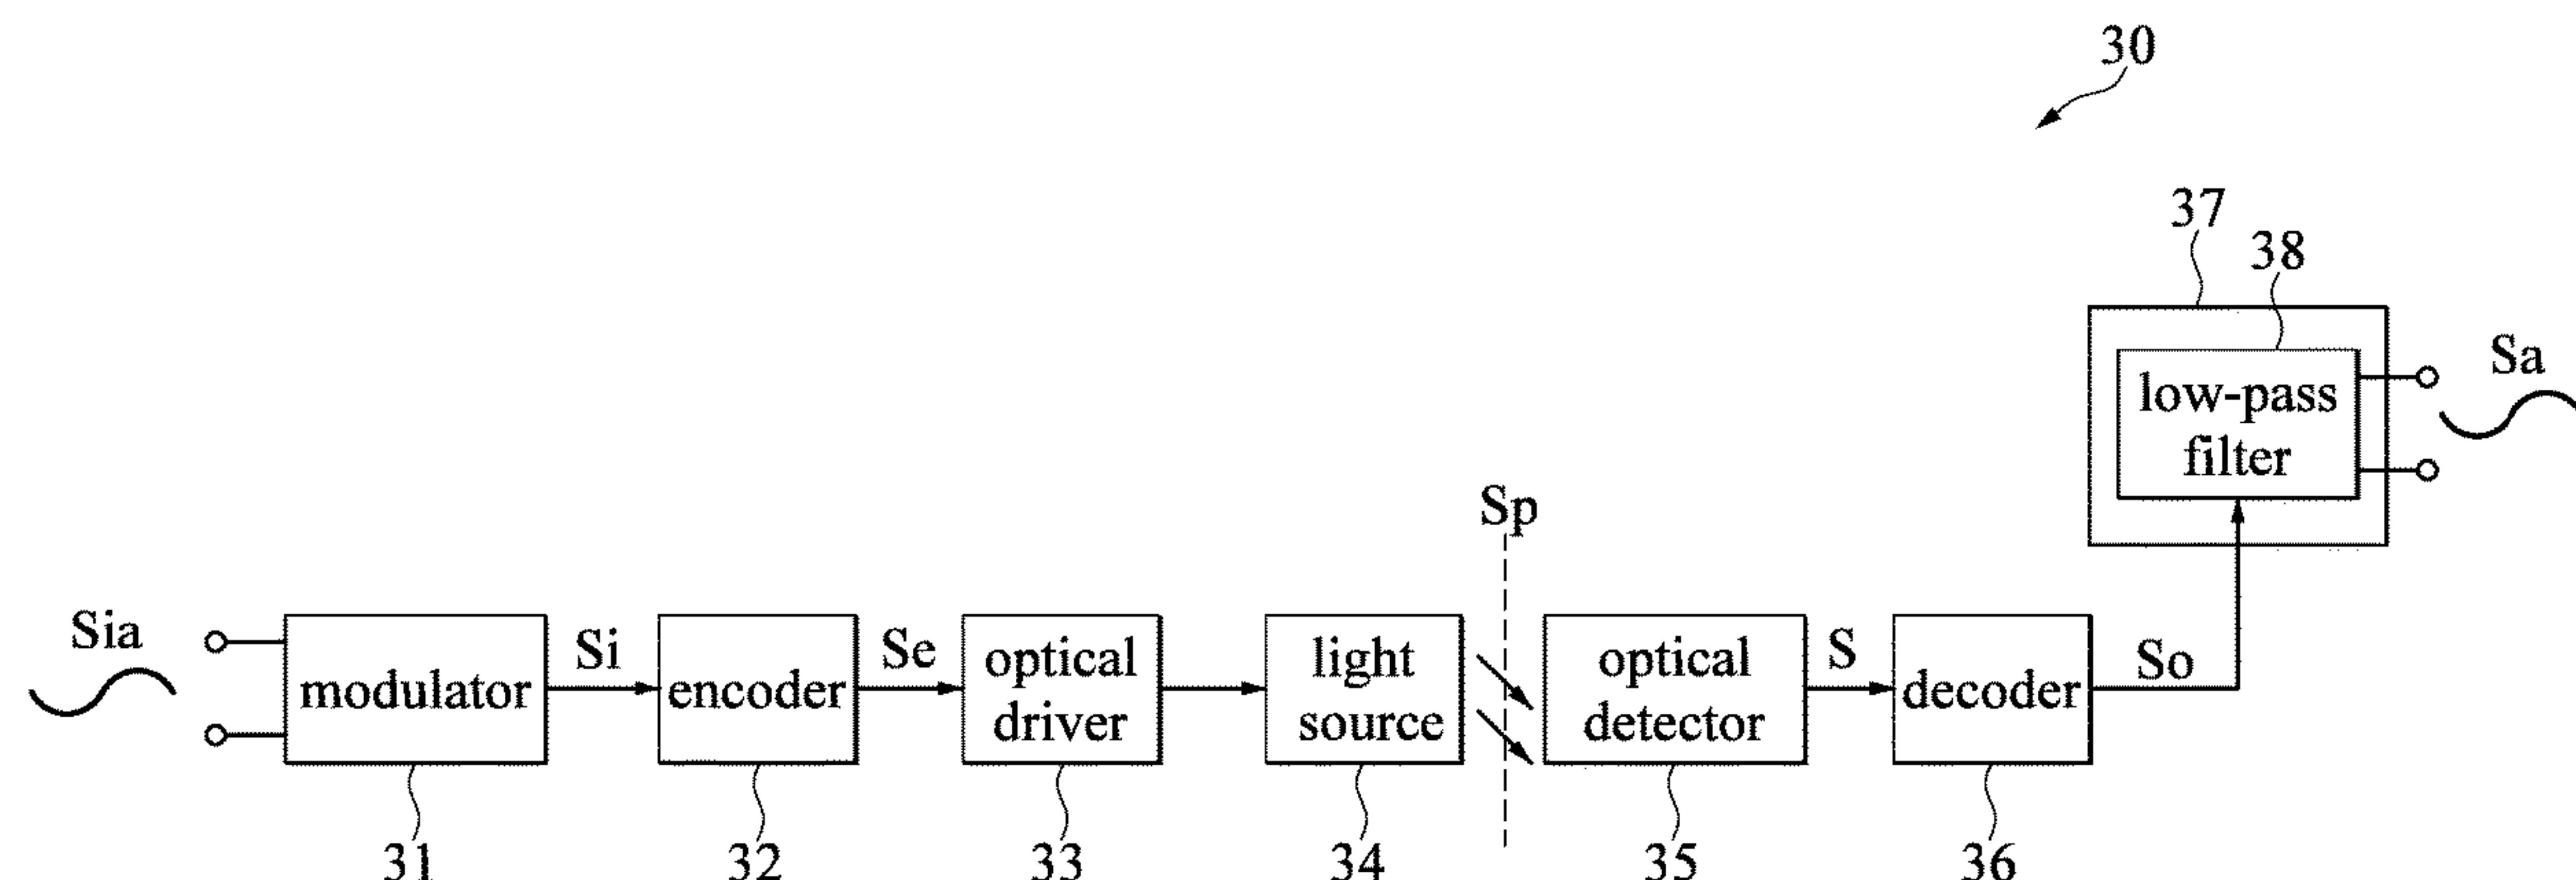 30
37
38
low-pass
filter
Sa
Sp
Sia
modulator
Si
encoder
Se
optical
driver
light
source
optical
detector
S
decoder
So
31
32
33
34
35
36